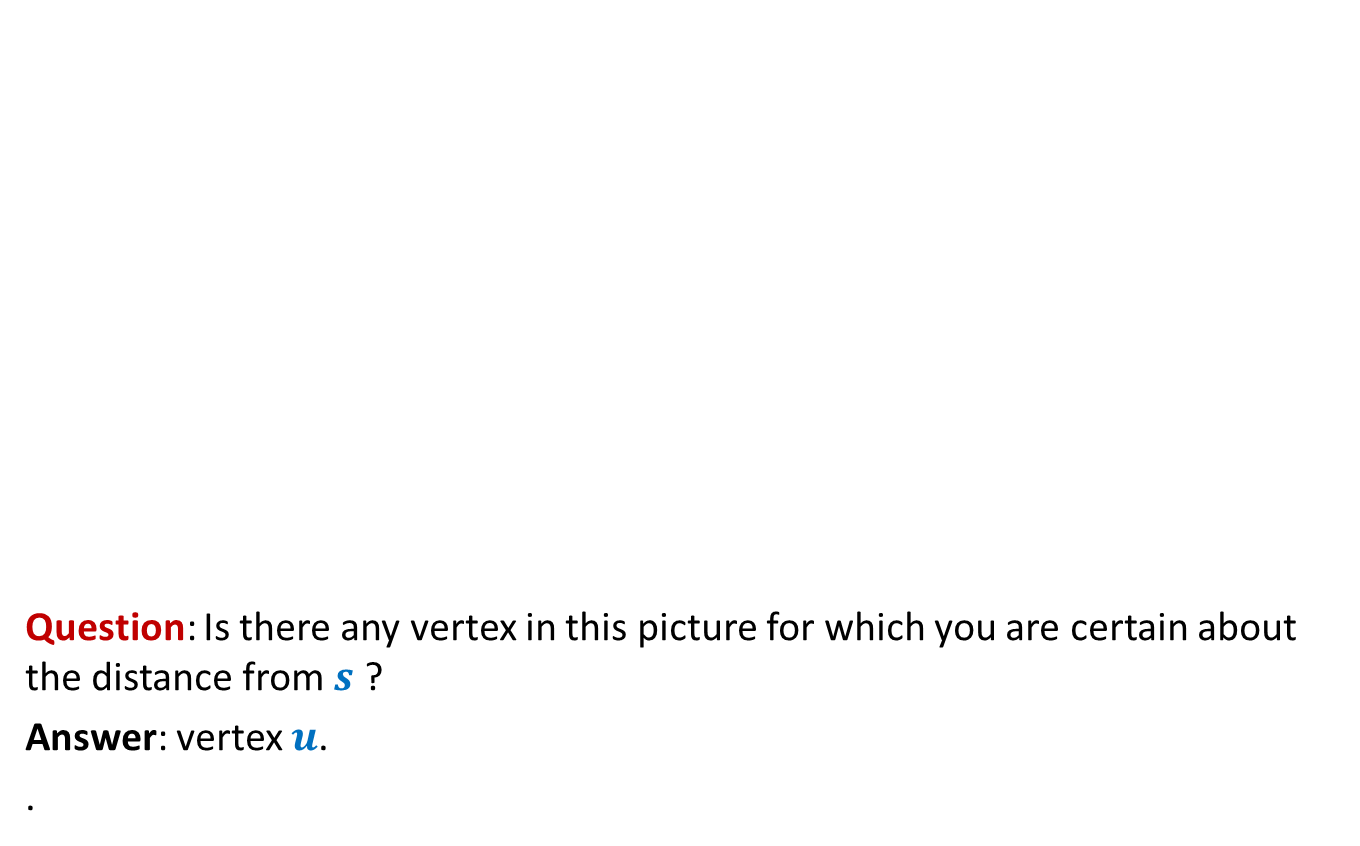 Question: Is there any vertex in this picture for which you are certain about
the distance from s ?
Answer: vertex u.
.